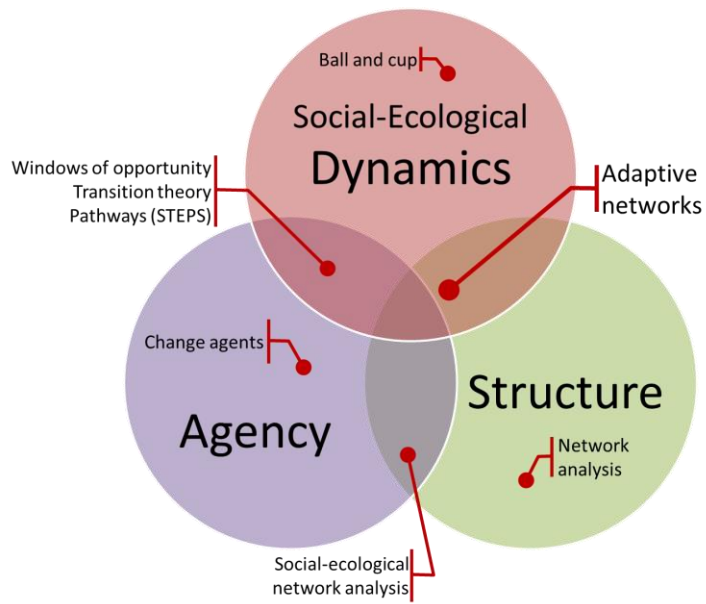 Ball and cup
Social-Ecological
Dynamics
Windows of opportunity
Transition theory
Pathways (STEPS)
Adaptive
networks
Change agents
Agency
Structure
Network
analysis
Social-ecological
network analysis